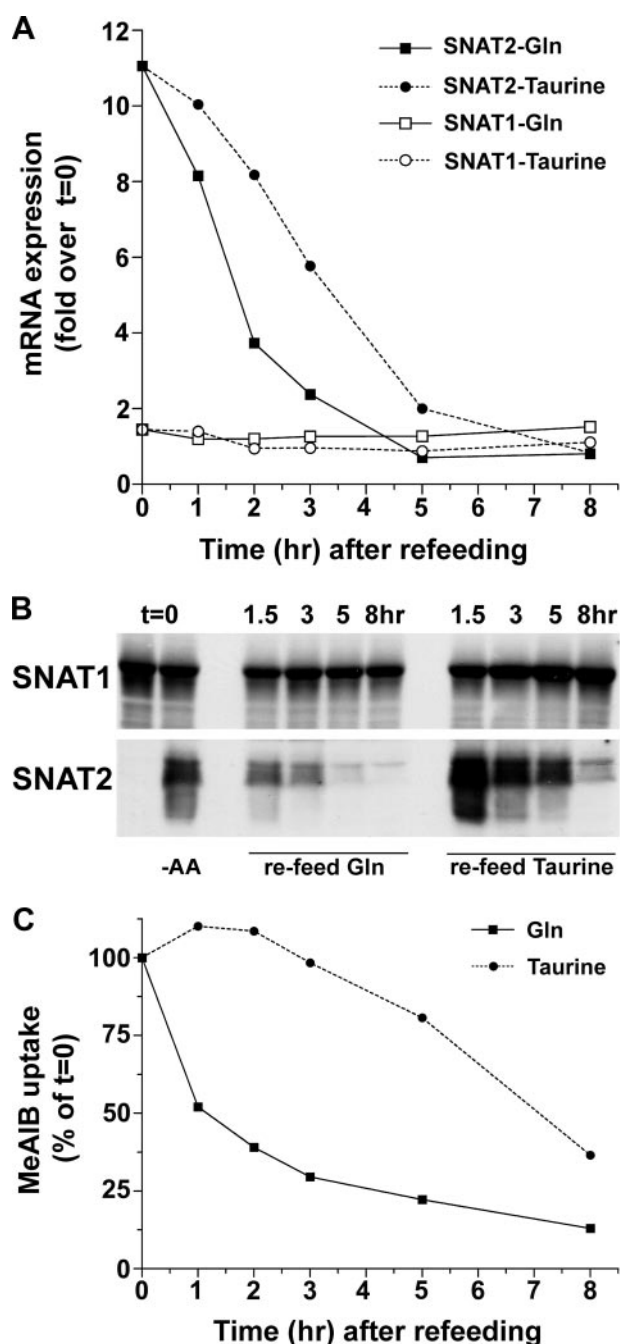 A
12
10
8
6
4
2
0
mRNA expression
(fold over t=0)
SNAT2-Gln
SNAT2-Taurine
SNAT1-Gln
SNAT1-Taurine
0 1 2 3 4 5 6 7 8
Time (hr) after refeeding
B
t=0 1.5 3 5 8hr 1.5 3 5 8hr
SNAT1
SNAT2
-AA re-feed Gln re-feed Taurine
C
100
75
50
25
0
MeAIB uptake
(% of t=0)
Gln
Taurine
0 1 2 3 4 5 6 7 8
Time (hr) after refeeding